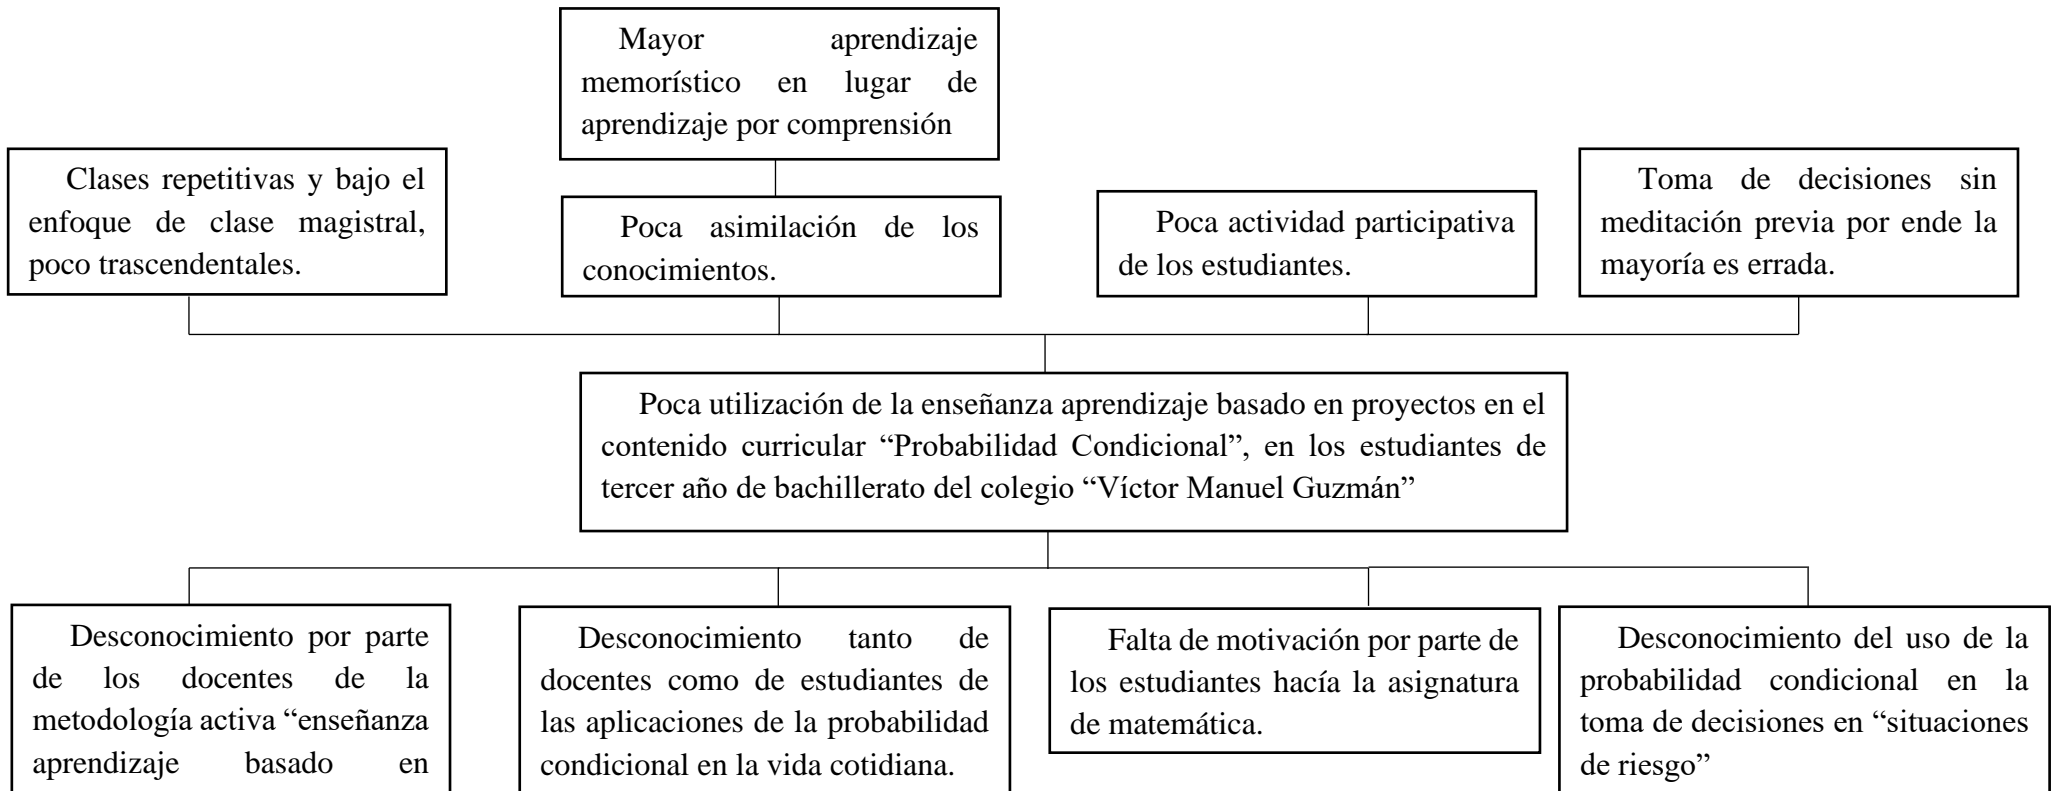 Mayor aprendizaje
memorístico en lugar de
aprendizaje por comprensión
Clases repetitivas y bajo el
enfoque de clase magistral,
poco trascendentales.
Poca asimilación de los
conocimientos.
Poca actividad participativa
de los estudiantes.
Toma de decisiones sin
meditación previa por ende la
mayoría es errada.
Poca utilización de la enseñanza aprendizaje basado en proyectos en el
contenido curricular “Probabilidad Condicional”, en los estudiantes de
tercer año de bachillerato del colegio “Víctor Manuel Guzmán”
Desconocimiento por parte
de los docentes de la
metodología activa “enseñanza
aprendizaje basado en
Desconocimiento tanto de
docentes como de estudiantes de
las aplicaciones de la probabilidad
condicional en la vida cotidiana.
Falta de motivación por parte de
los estudiantes hacía la asignatura
de matemática.
Desconocimiento del uso de la
probabilidad condicional en la
toma de decisiones en “situaciones
de riesgo”